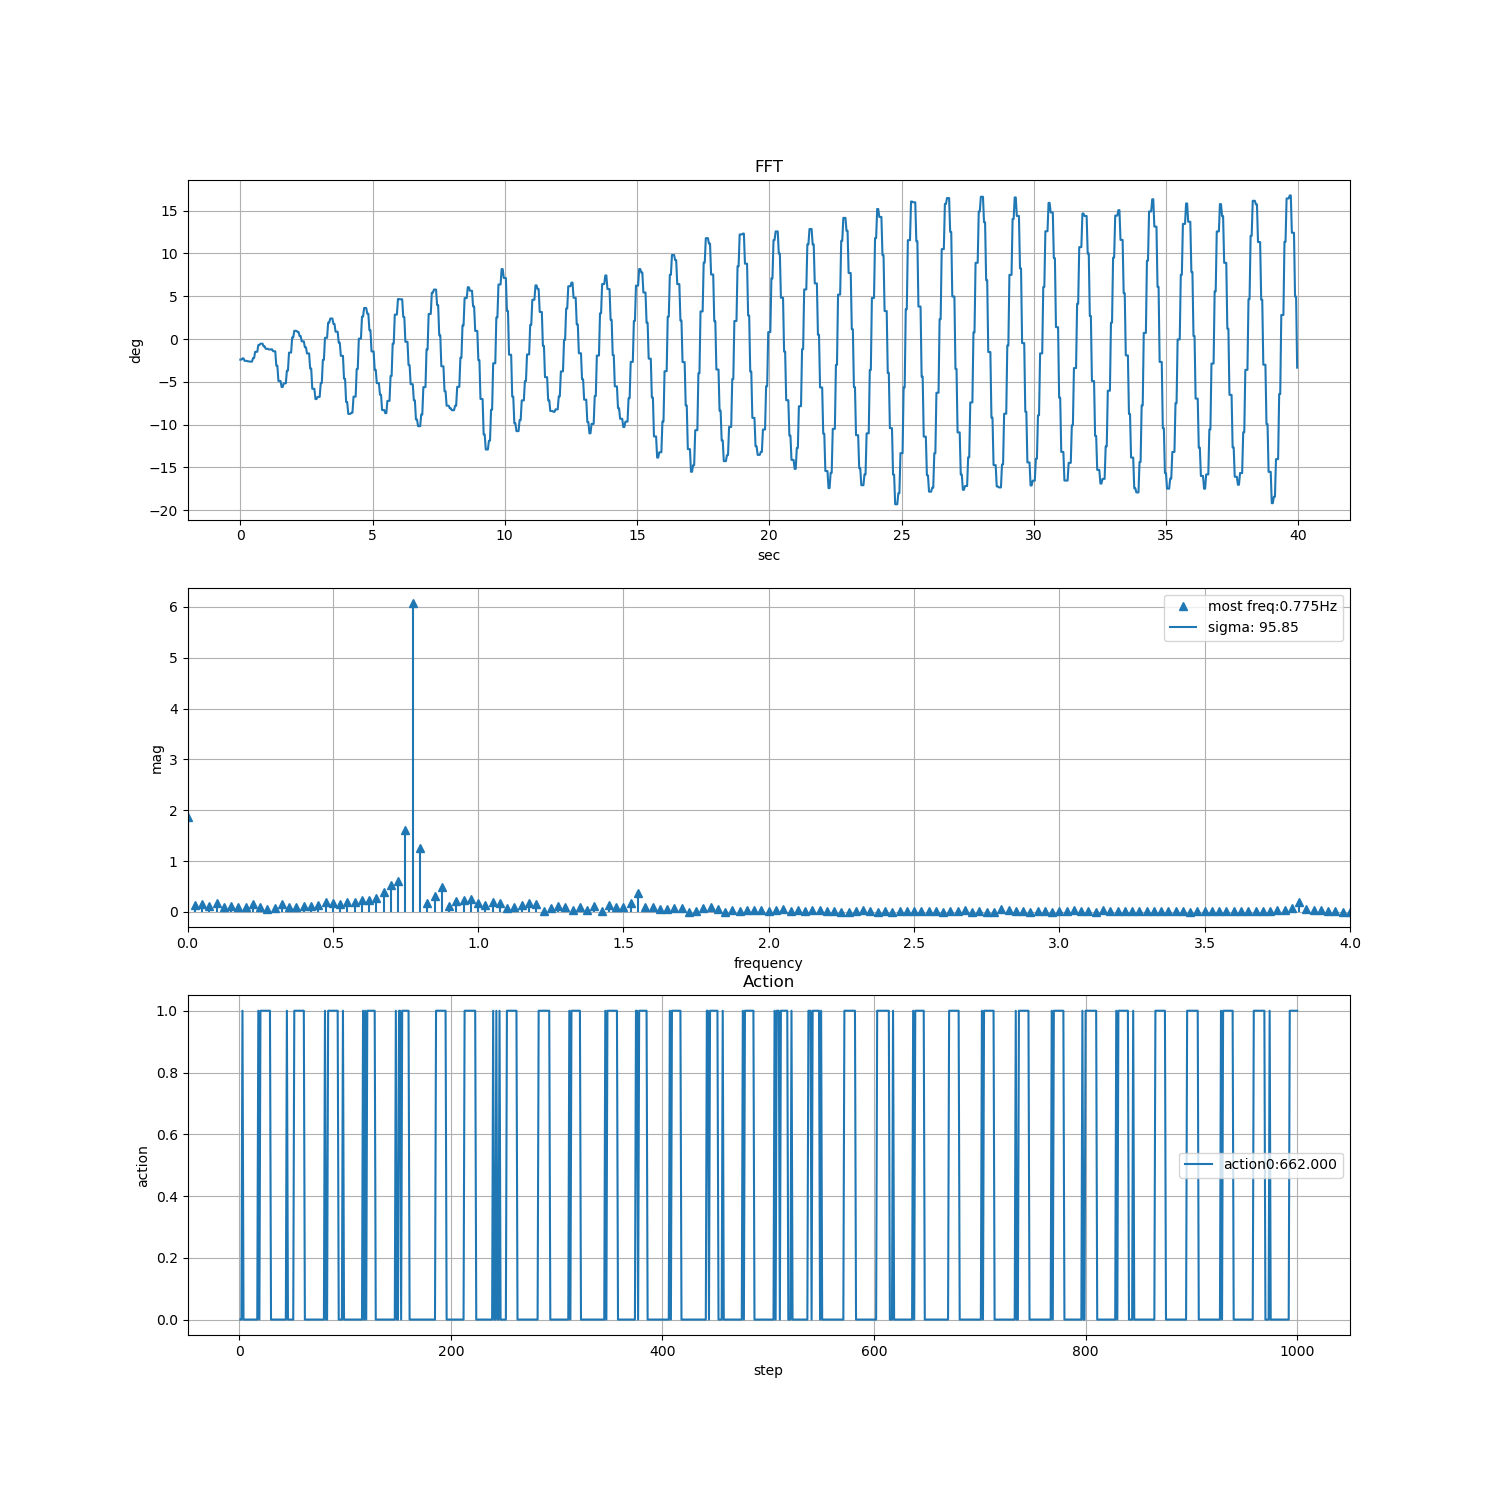 FFT
15
10
5
0
−5
−10
−15
−20
deg
0 5 10 15 20 25 30 35 40
sec
6
5
4
3
2
1
0
mag
most freq:0.775Hz
sigma: 95.85
0.0 0.5 1.0 1.5 2.0 2.5 3.0 3.5 4.0
frequency
Action
1.0
0.8
0.6
0.4
0.2
0.0
action
action0:662.000
0 200 400 600 800 1000
step